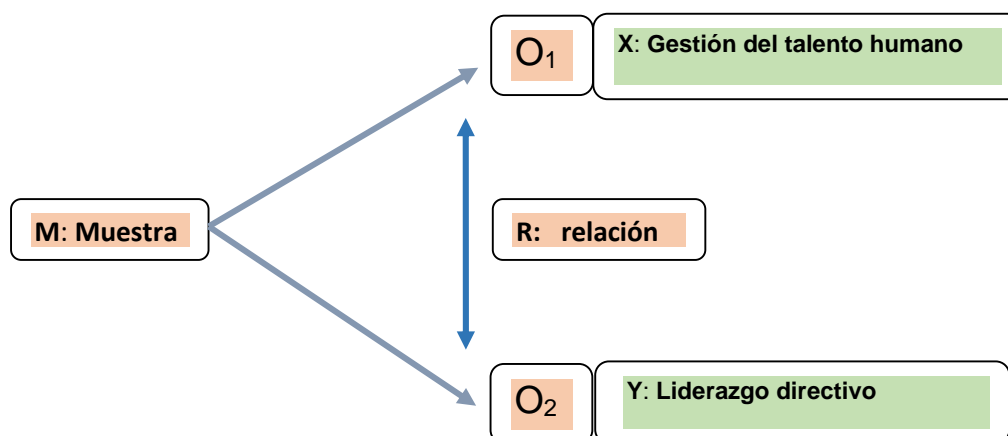 O₁
X: Gestión del talento humano
M: Muestra
R: relación
O₂
Y: Liderazgo directivo